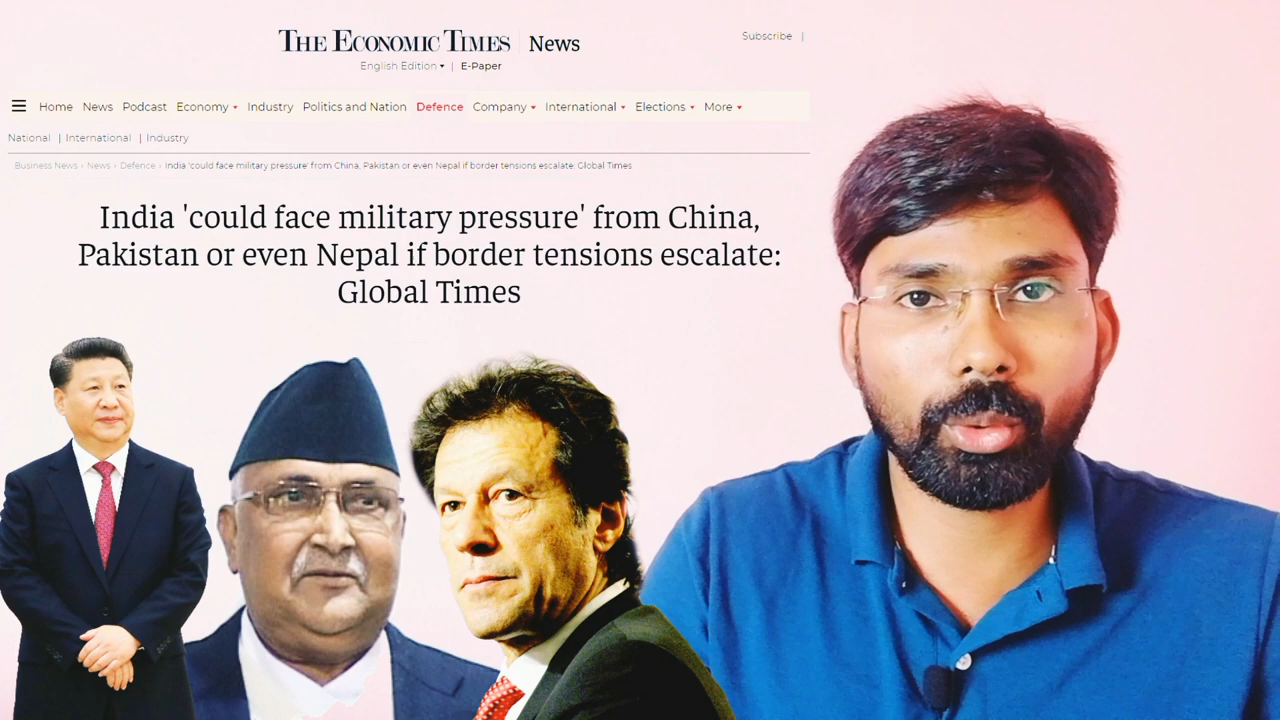 THE ECONOMIC TIMES | News
Subscribe |
English Edition ▾ | E-Paper
Home News Podcast Economy ▾ Industry Politics and Nation Defence Company ▾ International ▾ Elections ▾ More ▾
National | International | Industry
Business News › News › Defence › India 'could face military pressure' from China, Pakistan or even Nepal if border tensions escalate: Global Times
India 'could face military pressure' from China,
Pakistan or even Nepal if border tensions escalate:
Global Times